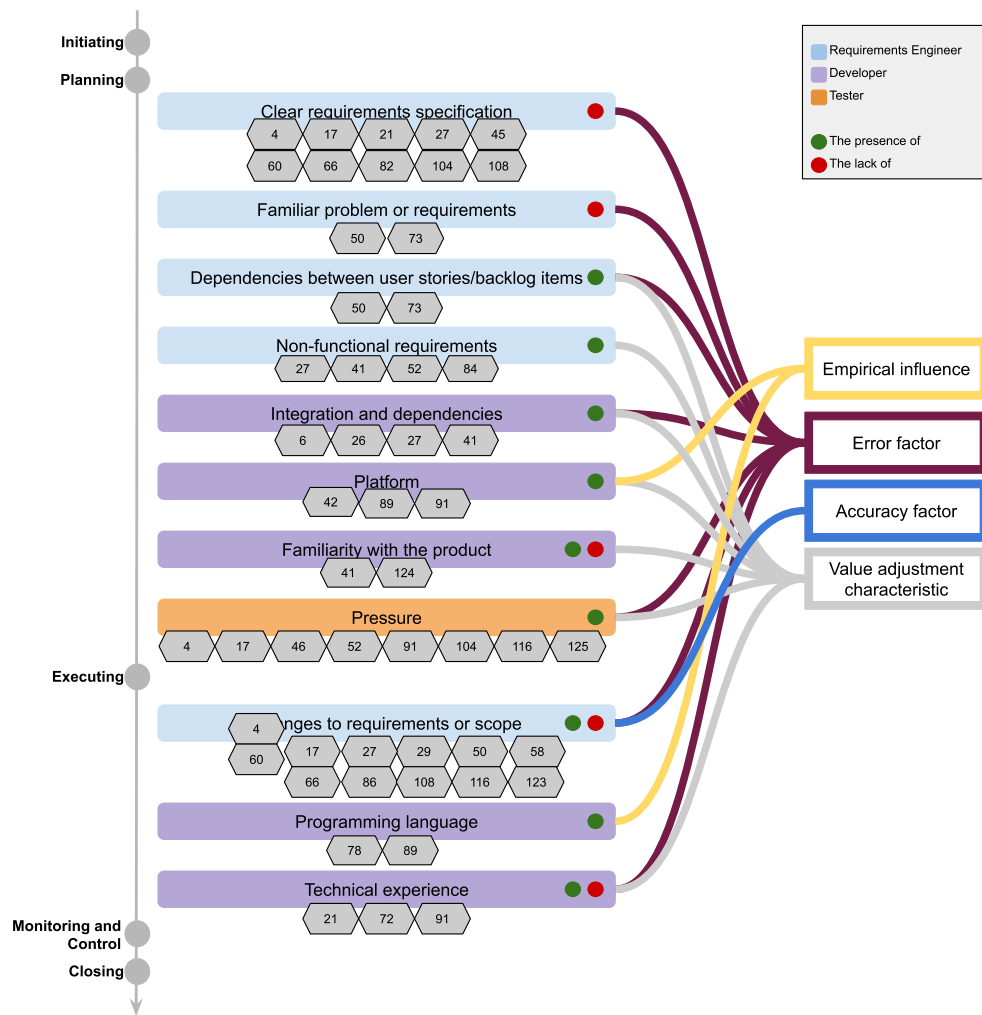 Initiating
Planning
Clear requirements specification
4 17 21 27 45
60 66 82 104 108
Familiar problem or requirements
50 73
Dependencies between user stories/backlog items
50 73
Non-functional requirements
27 41 52 84
Integration and dependencies
6 26 27 41
Platform
42 89 91
Familiarity with the product
41 124
Pressure
4 17 46 52 91 104 116 125
Executing
nges to requirements or scope
4
60
17 27 29 50 58
66 86 108 116 123
Programming language
78 89
Technical experience
21 72 91
Monitoring and
Control
Closing
Requirements Engineer
Developer
Tester
The presence of
The lack of
Empirical influence
Error factor
Accuracy factor
Value adjustment
characteristic